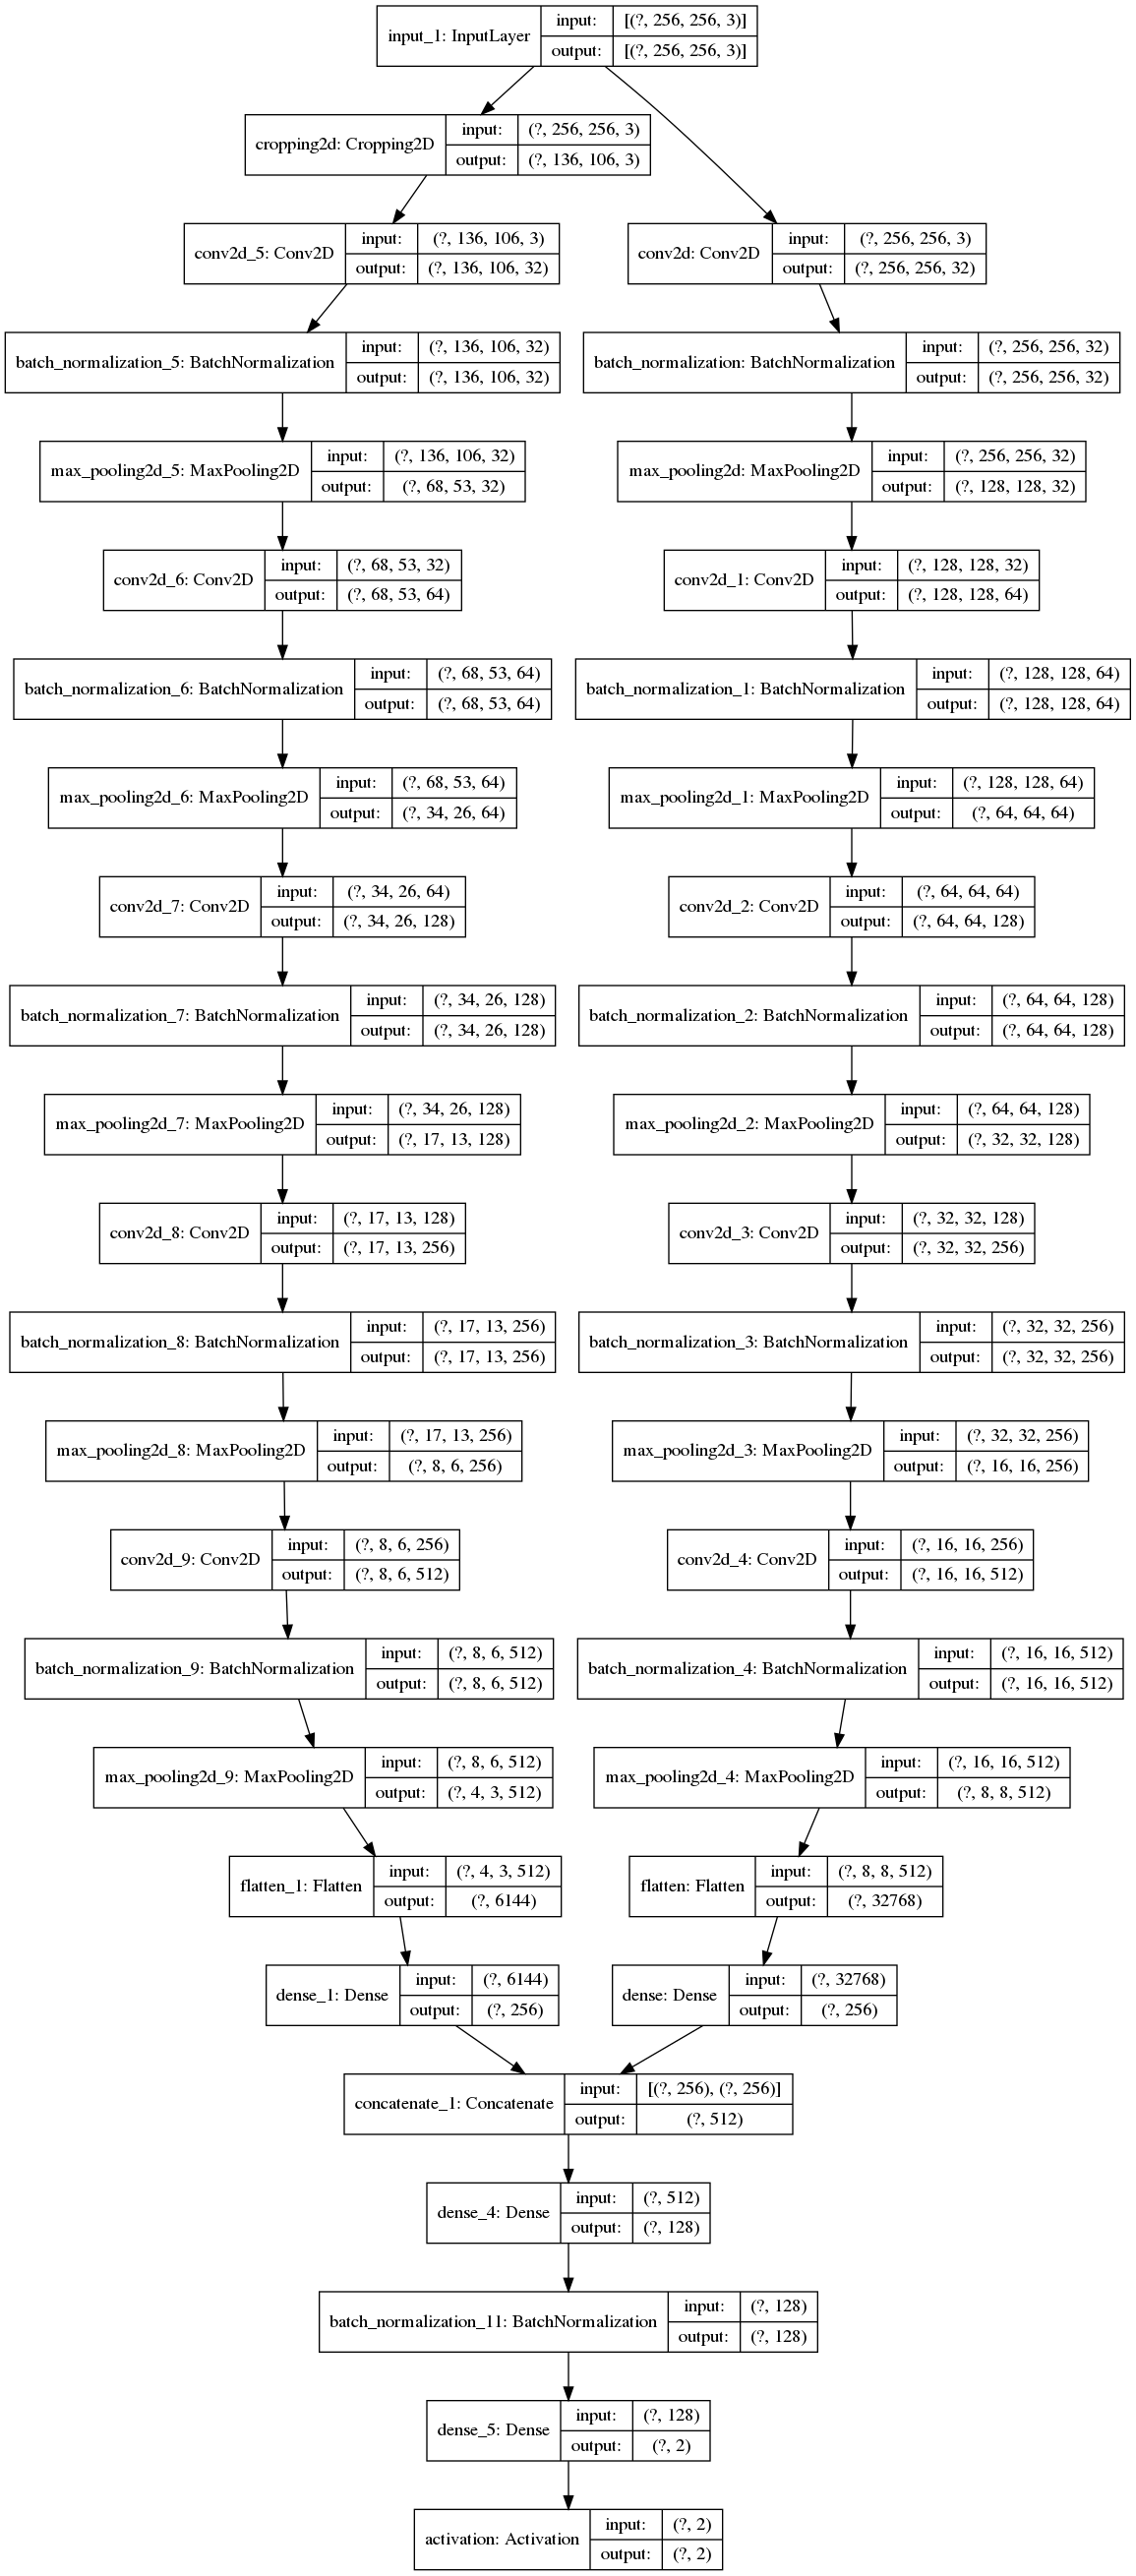 input_1: InputLayer
input: [(?, 256, 256, 3)]
output: [(?, 256, 256, 3)]
cropping2d: Cropping2D
input: (?, 256, 256, 3)
output: (?, 136, 106, 3)
conv2d_5: Conv2D
input: (?, 136, 106, 3)
output: (?, 136, 106, 32)
conv2d: Conv2D
input: (?, 256, 256, 3)
output: (?, 256, 256, 32)
batch_normalization_5: BatchNormalization
input: (?, 136, 106, 32)
output: (?, 136, 106, 32)
batch_normalization: BatchNormalization
input: (?, 256, 256, 32)
output: (?, 256, 256, 32)
max_pooling2d_5: MaxPooling2D
input: (?, 136, 106, 32)
output: (?, 68, 53, 32)
max_pooling2d: MaxPooling2D
input: (?, 256, 256, 32)
output: (?, 128, 128, 32)
conv2d_6: Conv2D
input: (?, 68, 53, 32)
output: (?, 68, 53, 64)
conv2d_1: Conv2D
input: (?, 128, 128, 32)
output: (?, 128, 128, 64)
batch_normalization_6: BatchNormalization
input: (?, 68, 53, 64)
output: (?, 68, 53, 64)
batch_normalization_1: BatchNormalization
input: (?, 128, 128, 64)
output: (?, 128, 128, 64)
max_pooling2d_6: MaxPooling2D
input: (?, 68, 53, 64)
output: (?, 34, 26, 64)
max_pooling2d_1: MaxPooling2D
input: (?, 128, 128, 64)
output: (?, 64, 64, 64)
conv2d_7: Conv2D
input: (?, 34, 26, 64)
output: (?, 34, 26, 128)
conv2d_2: Conv2D
input: (?, 64, 64, 64)
output: (?, 64, 64, 128)
batch_normalization_7: BatchNormalization
input: (?, 34, 26, 128)
output: (?, 34, 26, 128)
batch_normalization_2: BatchNormalization
input: (?, 64, 64, 128)
output: (?, 64, 64, 128)
max_pooling2d_7: MaxPooling2D
input: (?, 34, 26, 128)
output: (?, 17, 13, 128)
max_pooling2d_2: MaxPooling2D
input: (?, 64, 64, 128)
output: (?, 32, 32, 128)
conv2d_8: Conv2D
input: (?, 17, 13, 128)
output: (?, 17, 13, 256)
conv2d_3: Conv2D
input: (?, 32, 32, 128)
output: (?, 32, 32, 256)
batch_normalization_8: BatchNormalization
input: (?, 17, 13, 256)
output: (?, 17, 13, 256)
batch_normalization_3: BatchNormalization
input: (?, 32, 32, 256)
output: (?, 32, 32, 256)
max_pooling2d_8: MaxPooling2D
input: (?, 17, 13, 256)
output: (?, 8, 6, 256)
max_pooling2d_3: MaxPooling2D
input: (?, 32, 32, 256)
output: (?, 16, 16, 256)
conv2d_9: Conv2D
input: (?, 8, 6, 256)
output: (?, 8, 6, 512)
conv2d_4: Conv2D
input: (?, 16, 16, 256)
output: (?, 16, 16, 512)
batch_normalization_9: BatchNormalization
input: (?, 8, 6, 512)
output: (?, 8, 6, 512)
batch_normalization_4: BatchNormalization
input: (?, 16, 16, 512)
output: (?, 16, 16, 512)
max_pooling2d_9: MaxPooling2D
input: (?, 8, 6, 512)
output: (?, 4, 3, 512)
max_pooling2d_4: MaxPooling2D
input: (?, 16, 16, 512)
output: (?, 8, 8, 512)
flatten_1: Flatten
input: (?, 4, 3, 512)
output: (?, 6144)
flatten: Flatten
input: (?, 8, 8, 512)
output: (?, 32768)
dense_1: Dense
input: (?, 6144)
output: (?, 256)
dense: Dense
input: (?, 32768)
output: (?, 256)
concatenate_1: Concatenate
input: [(?, 256), (?, 256)]
output: (?, 512)
dense_4: Dense
input: (?, 512)
output: (?, 128)
batch_normalization_11: BatchNormalization
input: (?, 128)
output: (?, 128)
dense_5: Dense
input: (?, 128)
output: (?, 2)
activation: Activation
input: (?, 2)
output: (?, 2)